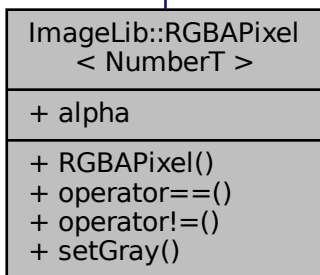 ImageLib::RGBAPixel
< NumberT >
+ alpha
+ RGBAPixel()
+ operator==()
+ operator!=()
+ setGray()